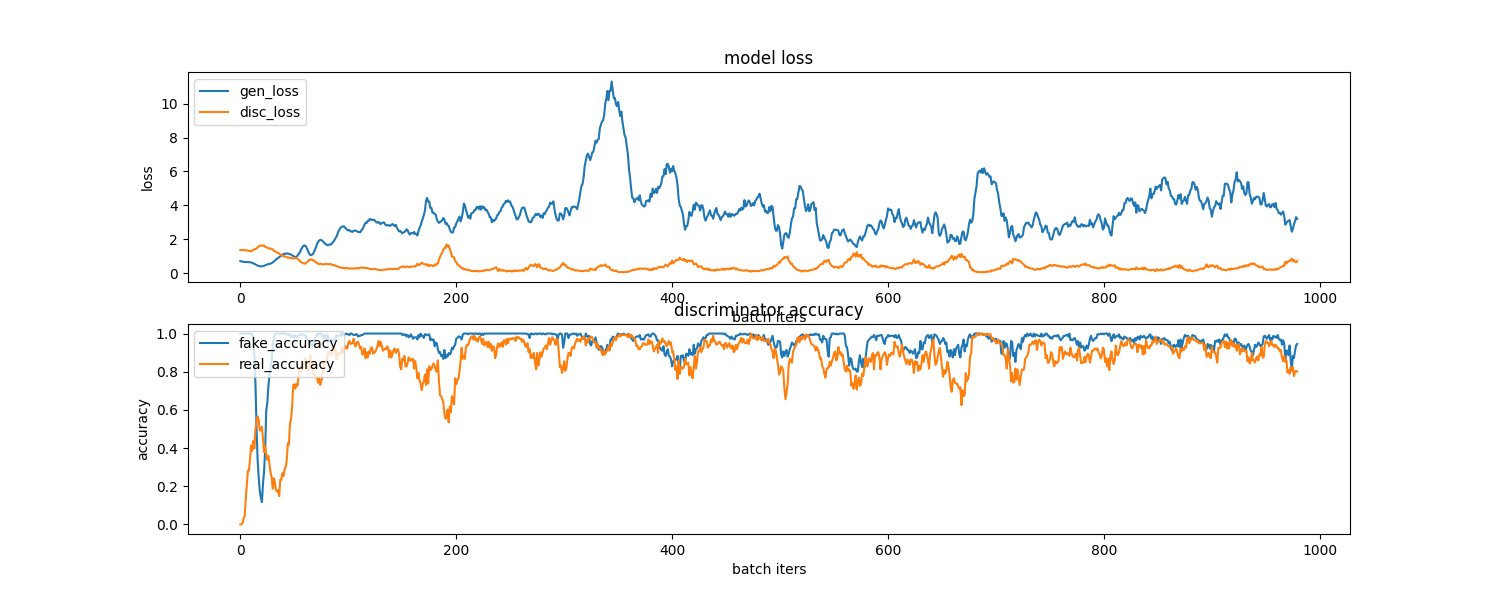 model loss
gen_loss
disc_loss
loss
10
8
6
4
2
0
0 200 400 600 800 1000
batch iters
discriminator accuracy
fake_accuracy
real_accuracy
accuracy
1.0
0.8
0.6
0.4
0.2
0.0
0 200 400 600 800 1000
batch iters